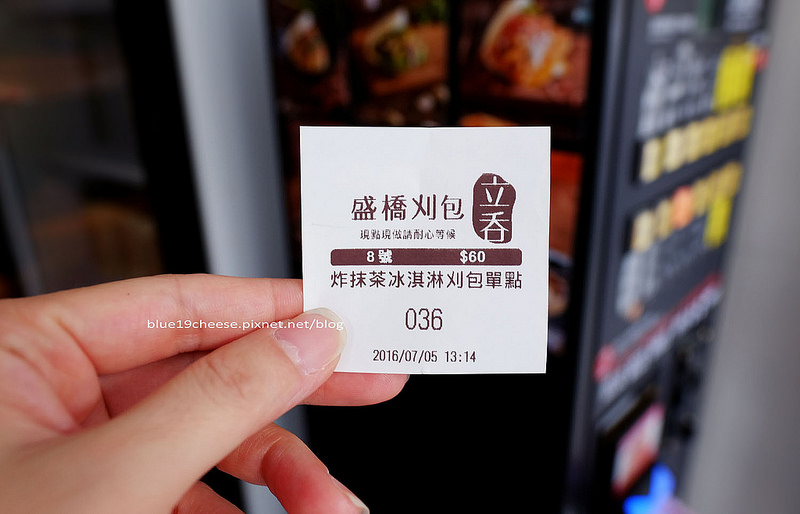 盛橋刈包 立吞
現點現做請耐心等候
8號 $60
炸抹茶冰淇淋刈包單點
036
2016/07/05 13:14
blue19cheese.pixnet.net/blog